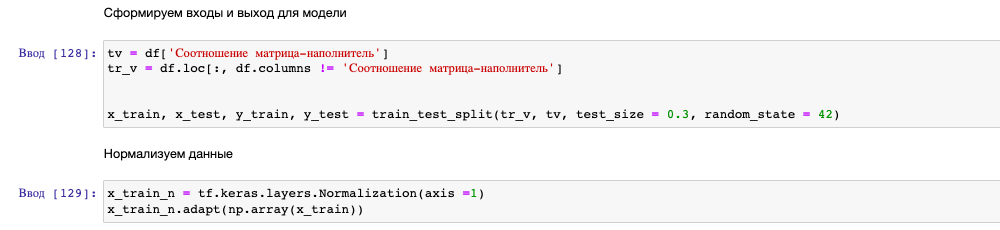 Сформируем входы и выход для модели
Ввод [128]: tv = df['Соотношение матрица-наполнитель']
tr_v = df.loc[:, df.columns != 'Соотношение матрица-наполнитель']
x_train, x_test, y_train, y_test = train_test_split(tr_v, tv, test_size = 0.3, random_state = 42)
Нормализуем данные
Ввод [129]: x_train_n = tf.keras.layers.Normalization(axis =1)
x_train_n.adapt(np.array(x_train))